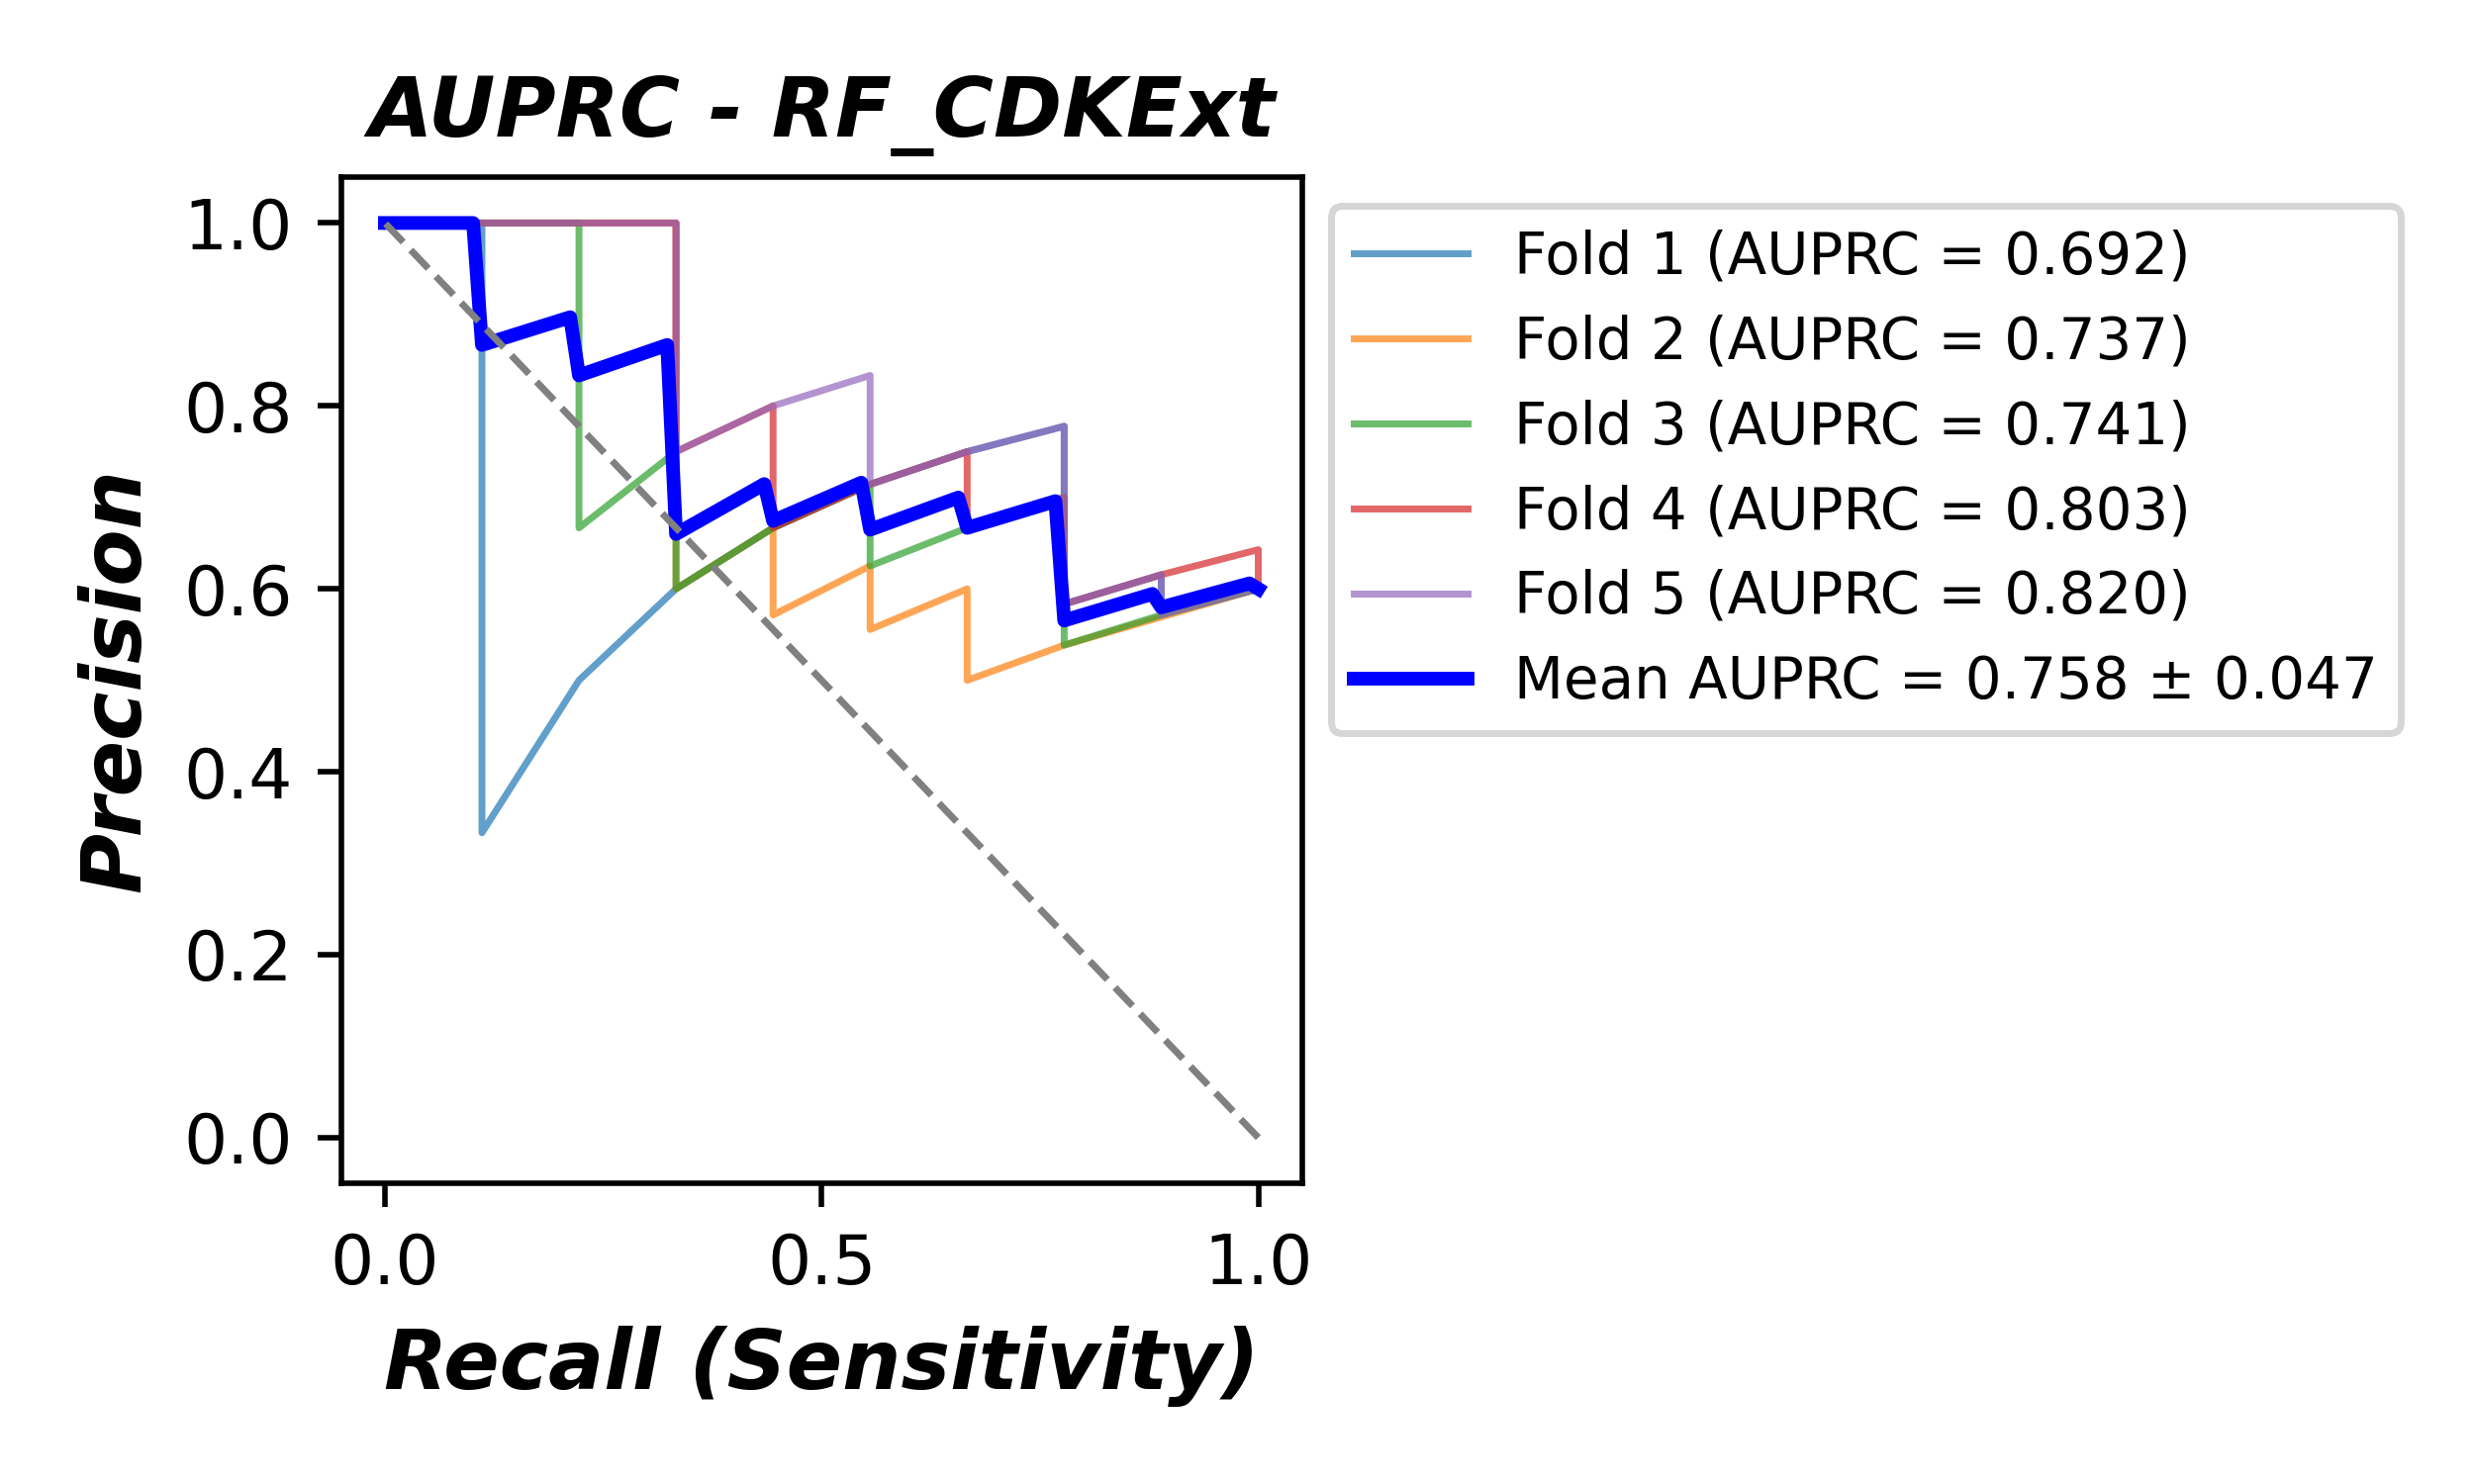 AUPRC - RF_CDKExt
Precision
1.0
0.8
0.6
0.4
0.2
0.0
0.0 0.5 1.0
Recall (Sensitivity)
Fold 1 (AUPRC = 0.692)
Fold 2 (AUPRC = 0.737)
Fold 3 (AUPRC = 0.741)
Fold 4 (AUPRC = 0.803)
Fold 5 (AUPRC = 0.820)
Mean AUPRC = 0.758 ± 0.047